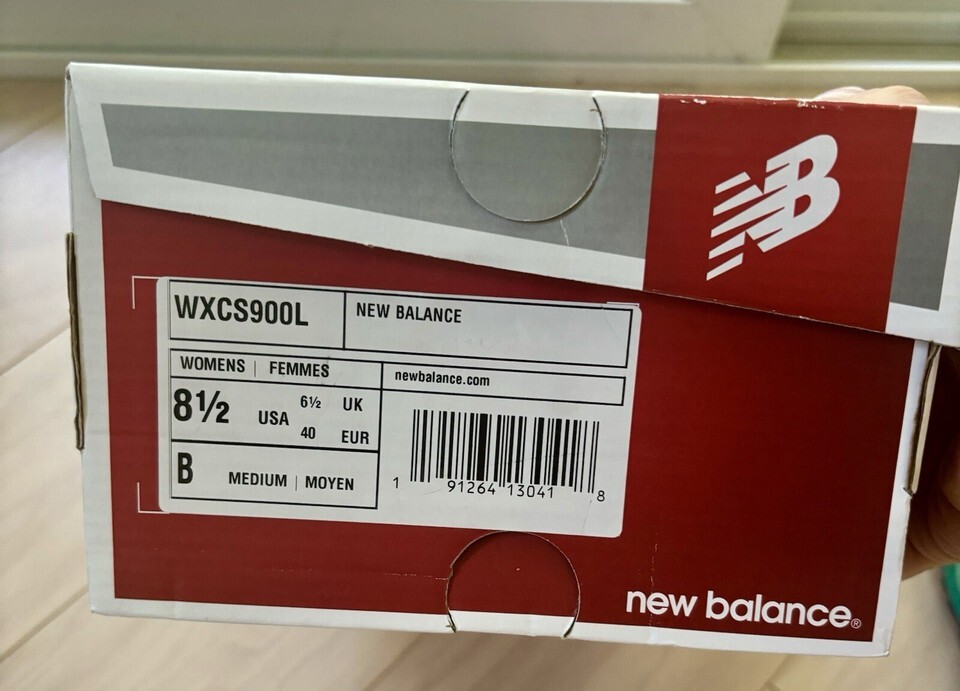 NB
WXCS900L
NEW BALANCE
WOMENS | FEMMES
newbalance.com
8½ USA 6½ UK
40 EUR
B MEDIUM | MOYEN
1 91264 13041 8
new balance®